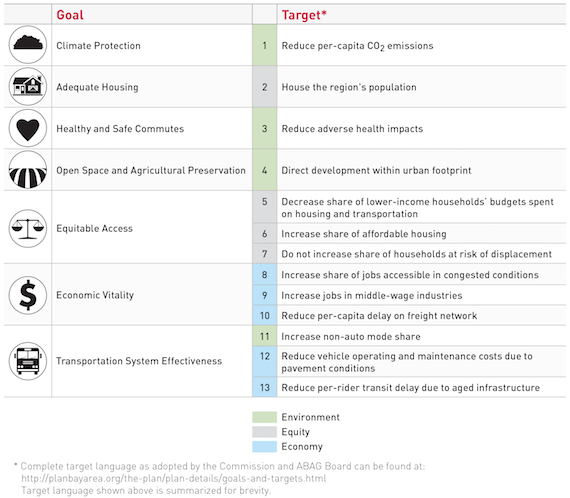 Goal Target*
Climate Protection 1 Reduce per-capita CO2 emissions
Adequate Housing 2 House the region's population
Healthy and Safe Commutes 3 Reduce adverse health impacts
Open Space and Agricultural Preservation 4 Direct development within urban footprint
5 Decrease share of lower-income households' budgets spent
on housing and transportation
Equitable Access 6 Increase share of affordable housing
7 Do not increase share of households at risk of displacement
8 Increase share of jobs accessible in congested conditions
$ Economic Vitality 9 Increase jobs in middle-wage industries
10 Reduce per-capita delay on freight network
11 Increase non-auto mode share
Transportation System Effectiveness 12 Reduce vehicle operating and maintenance costs due to
pavement conditions
13 Reduce per-rider transit delay due to aged infrastructure
Environment
Equity
Economy
* Complete target language as adopted by the Commission and ABAG Board can be found at:
http://planbayarea.org/the-plan/plan-details/goals-and-targets.html
Target language shown above is summarized for brevity.